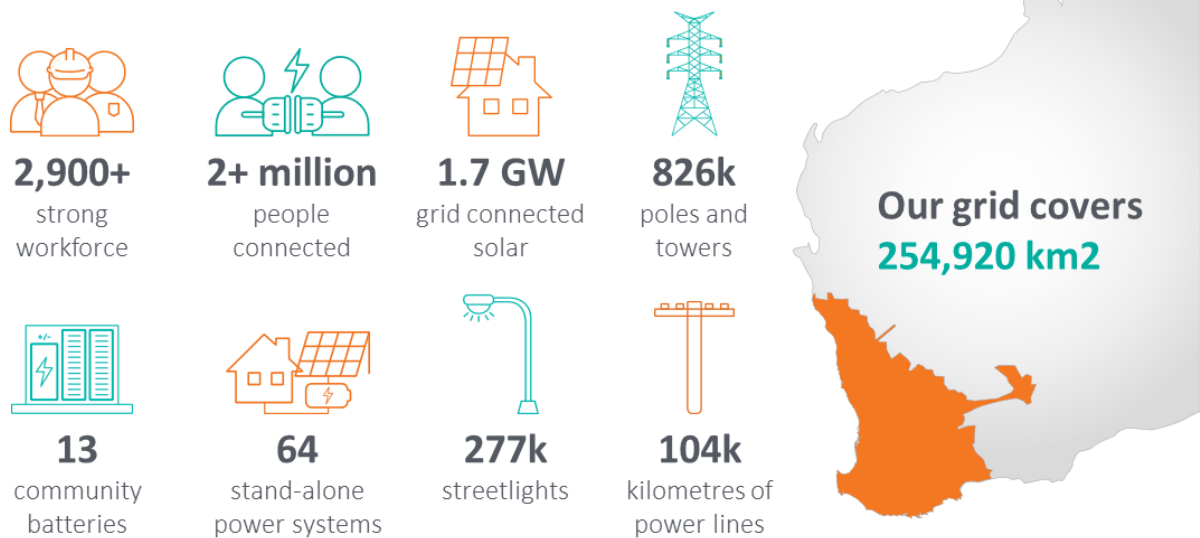 2,900+
strong
workforce
2+ million
people
connected
1.7 GW
grid connected
solar
826k
poles and
towers
Our grid covers
254,920 km2
+/-
13
community
batteries
64
stand-alone
power systems
277k
streetlights
104k
kilometres of
power lines